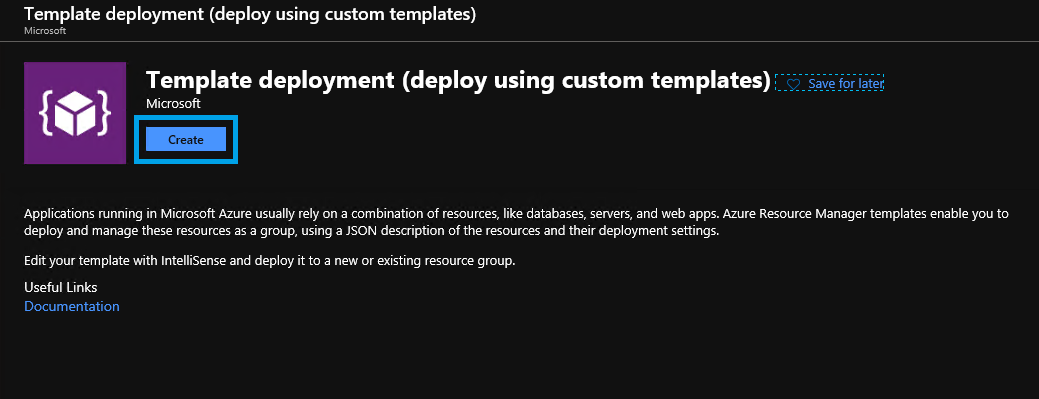 Template deployment (deploy using custom templates)
Microsoft
Template deployment (deploy using custom templates)
Save for later
Microsoft
Create
Applications running in Microsoft Azure usually rely on a combination of resources, like databases, servers, and web apps. Azure Resource Manager templates enable you to
deploy and manage these resources as a group, using a JSON description of the resources and their deployment settings.
Edit your template with IntelliSense and deploy it to a new or existing resource group.
Useful Links
Documentation